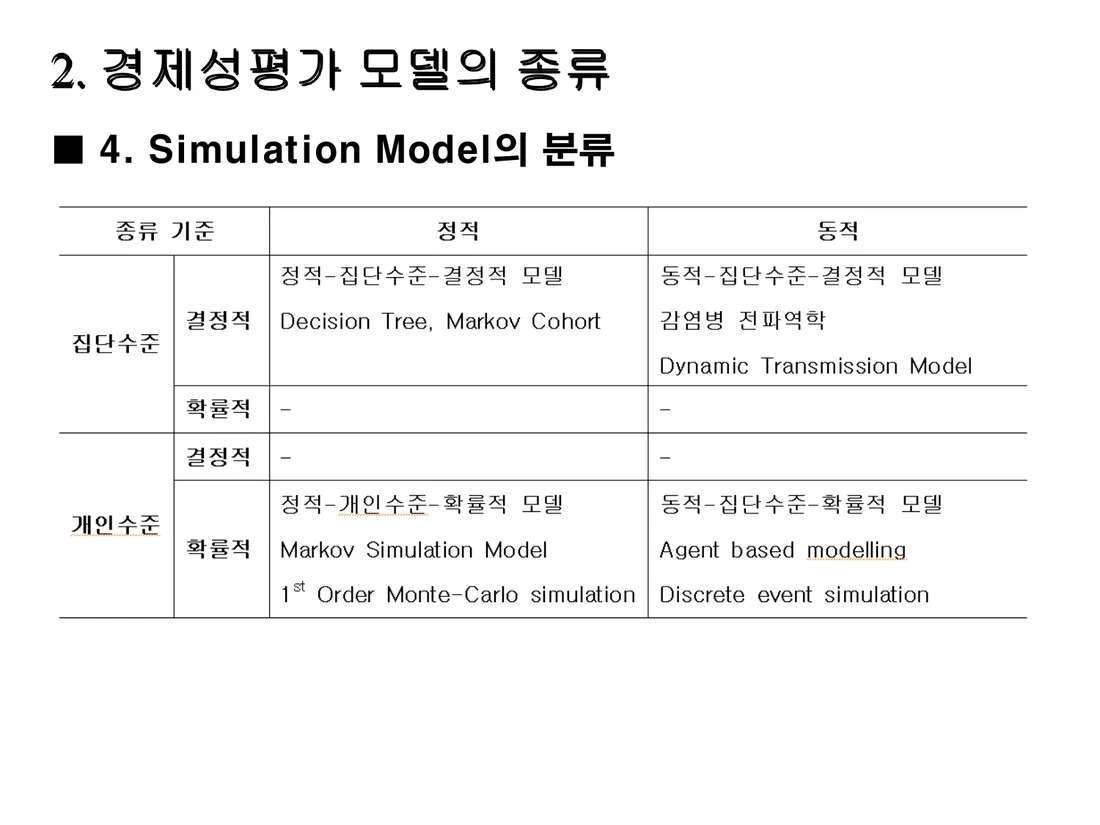 2. 경제성평가 모델의 종류
■ 4. Simulation Model의 분류
종류 기준 정적 동적
집단수준
결정적
정적-집단수준-결정적 모델
Decision Tree, Markov Cohort
동적-집단수준-결정적 모델
감염병 전파역학
Dynamic Transmission Model
확률적 - -
개인수준
결정적 - -
확률적
정적-개인수준-확률적 모델
Markov Simulation Model
1st Order Monte-Carlo simulation
동적-집단수준-확률적 모델
Agent based modelling
Discrete event simulation